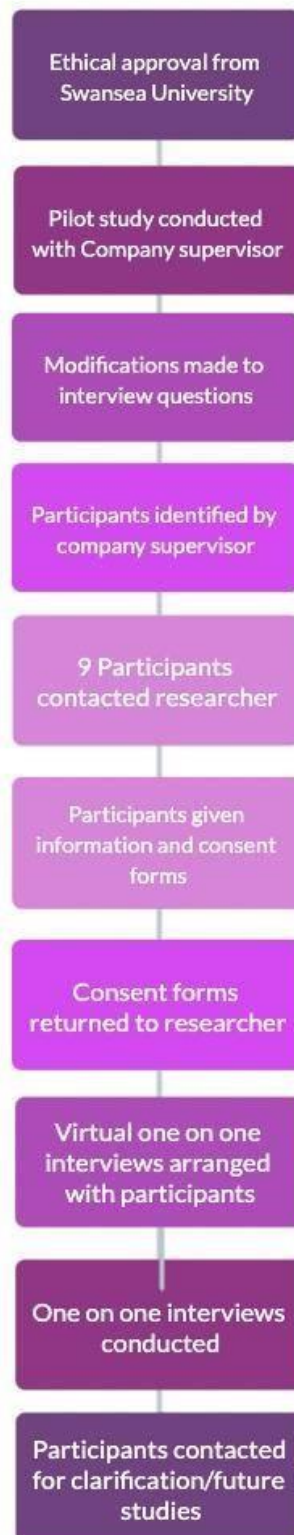 Ethical approval from
Swansea University
Pilot study conducted
with Company supervisor
Modifications made to
interview questions
Participants identified by
company supervisor
9 Participants
contacted researcher
Participants given
information and consent
forms
Consent forms
returned to researcher
Virtual one on one
interviews arranged
with participants
One on one interviews
conducted
Participants contacted
for clarification/future
studies